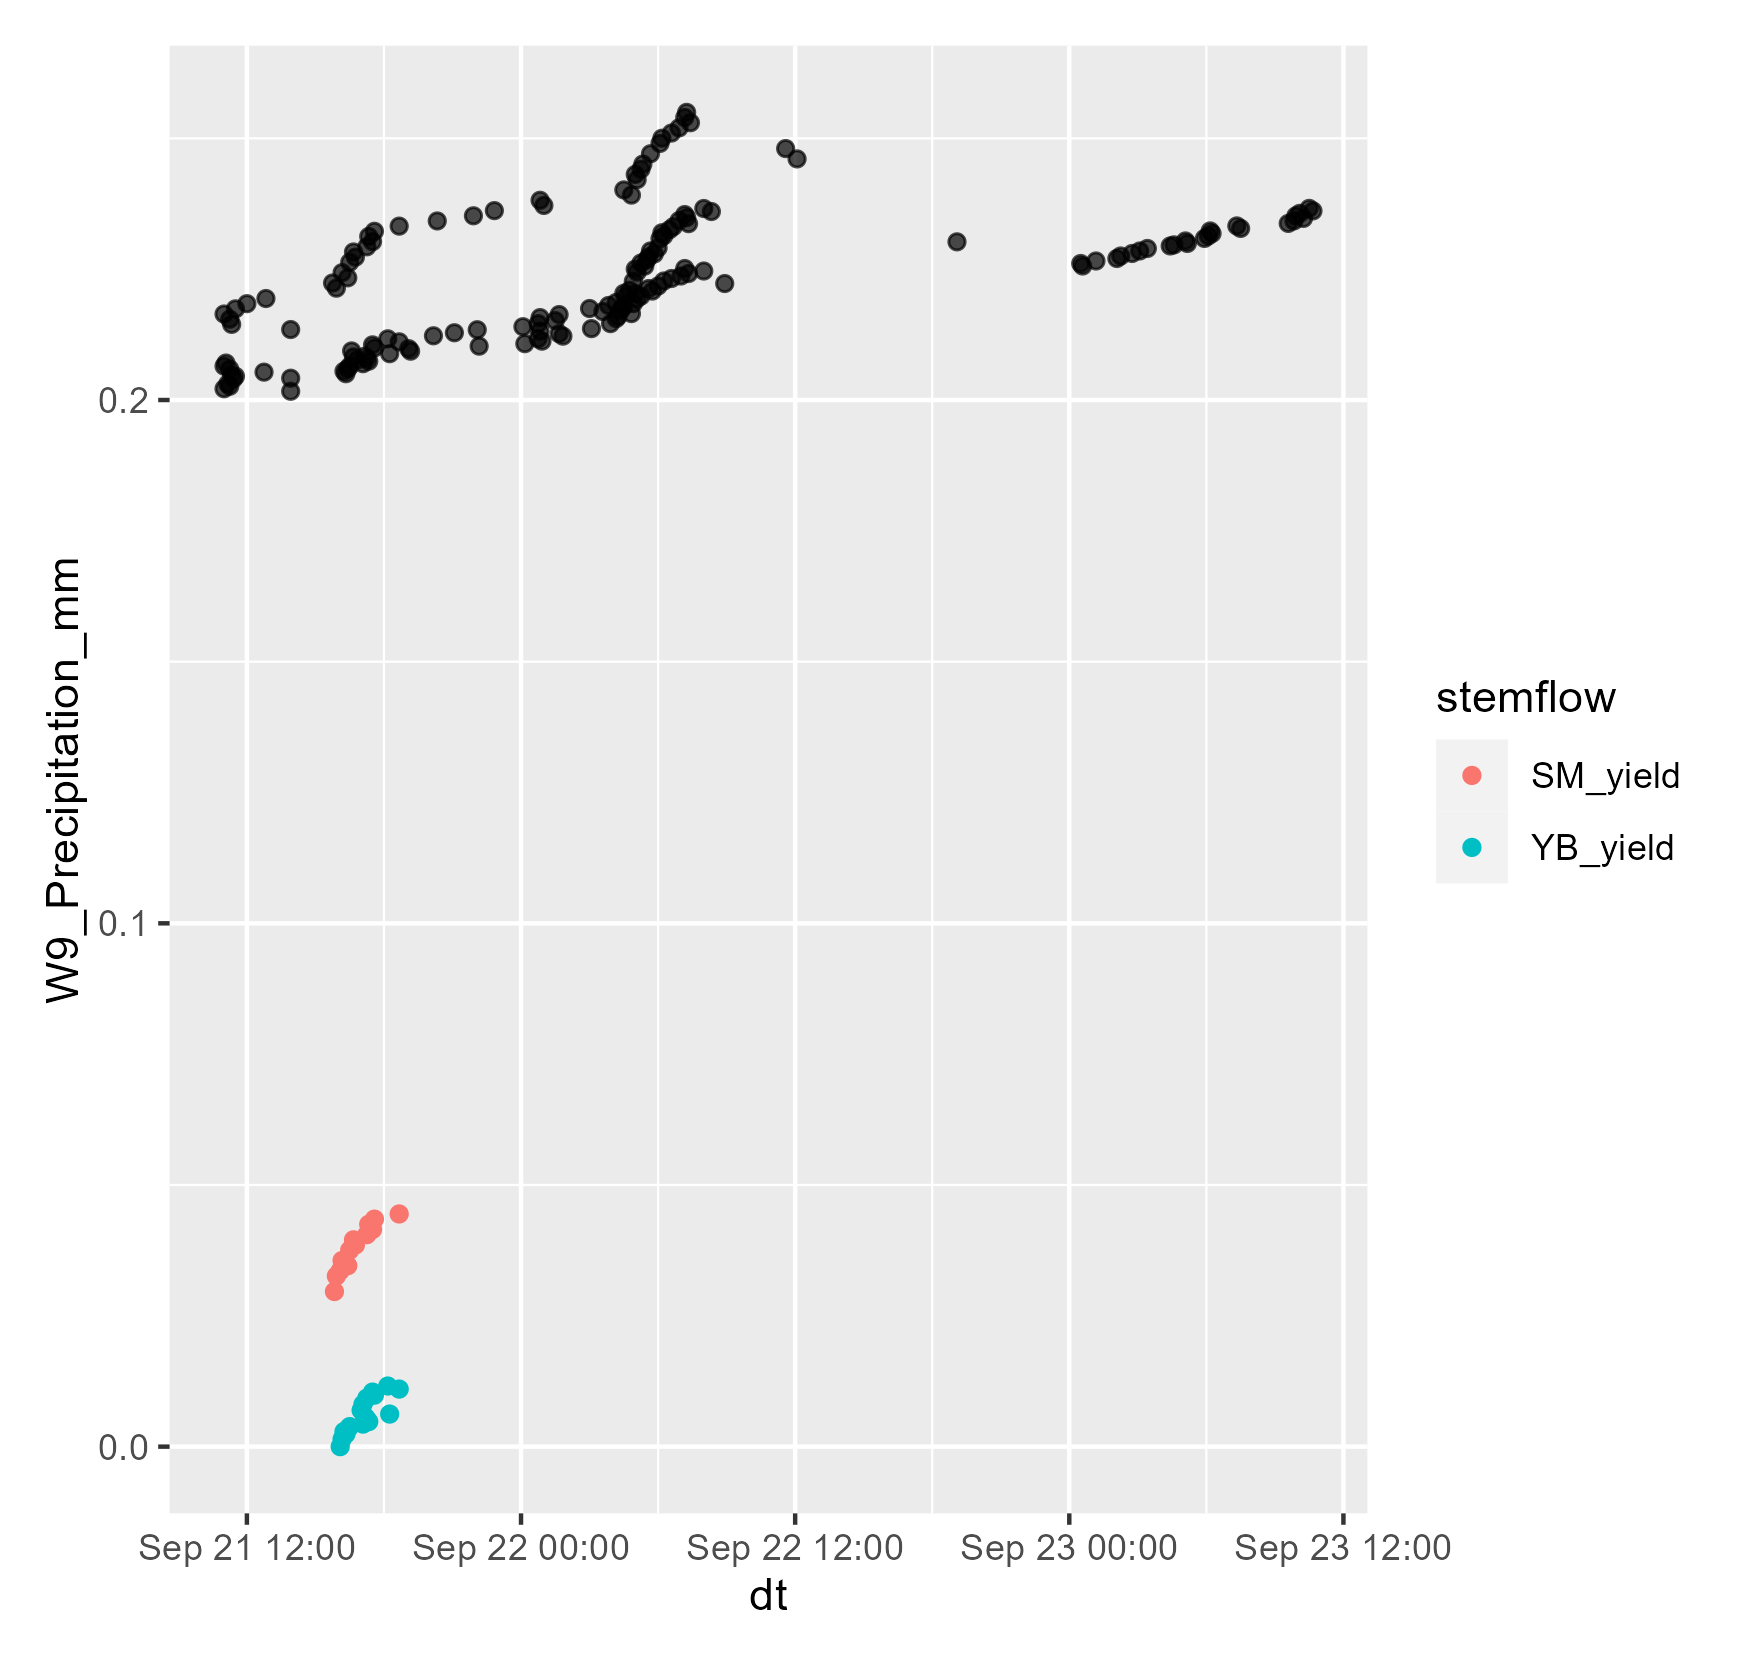 W9_Precipitation_mm
0.2
0.1
0.0
Sep 21 12:00
Sep 22 00:00
Sep 22 12:00
Sep 23 00:00
Sep 23 12:00
dt
stemflow
SM_yield
YB_yield